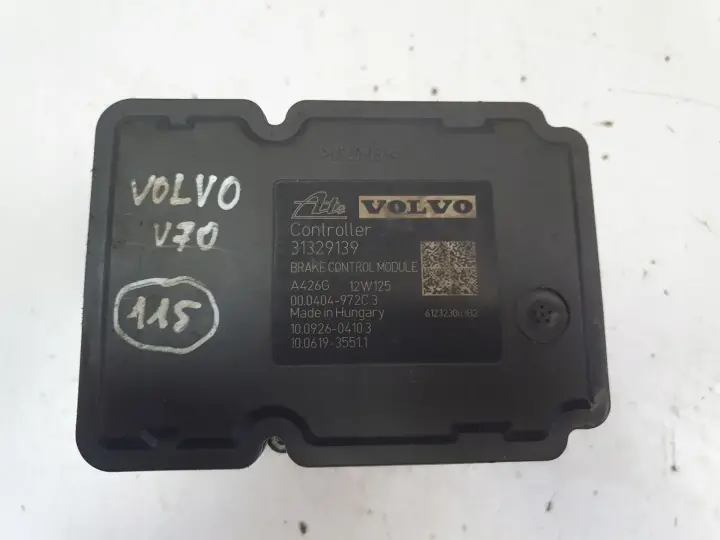 VOLVO
V70
115
Ate VOLVO
Controller
31329139
BRAKE CONTROL MODULE
A426G 12W125
00.0404-972C.3
Made in Hungary
10.0926-0410.3
10.0619-3551.1